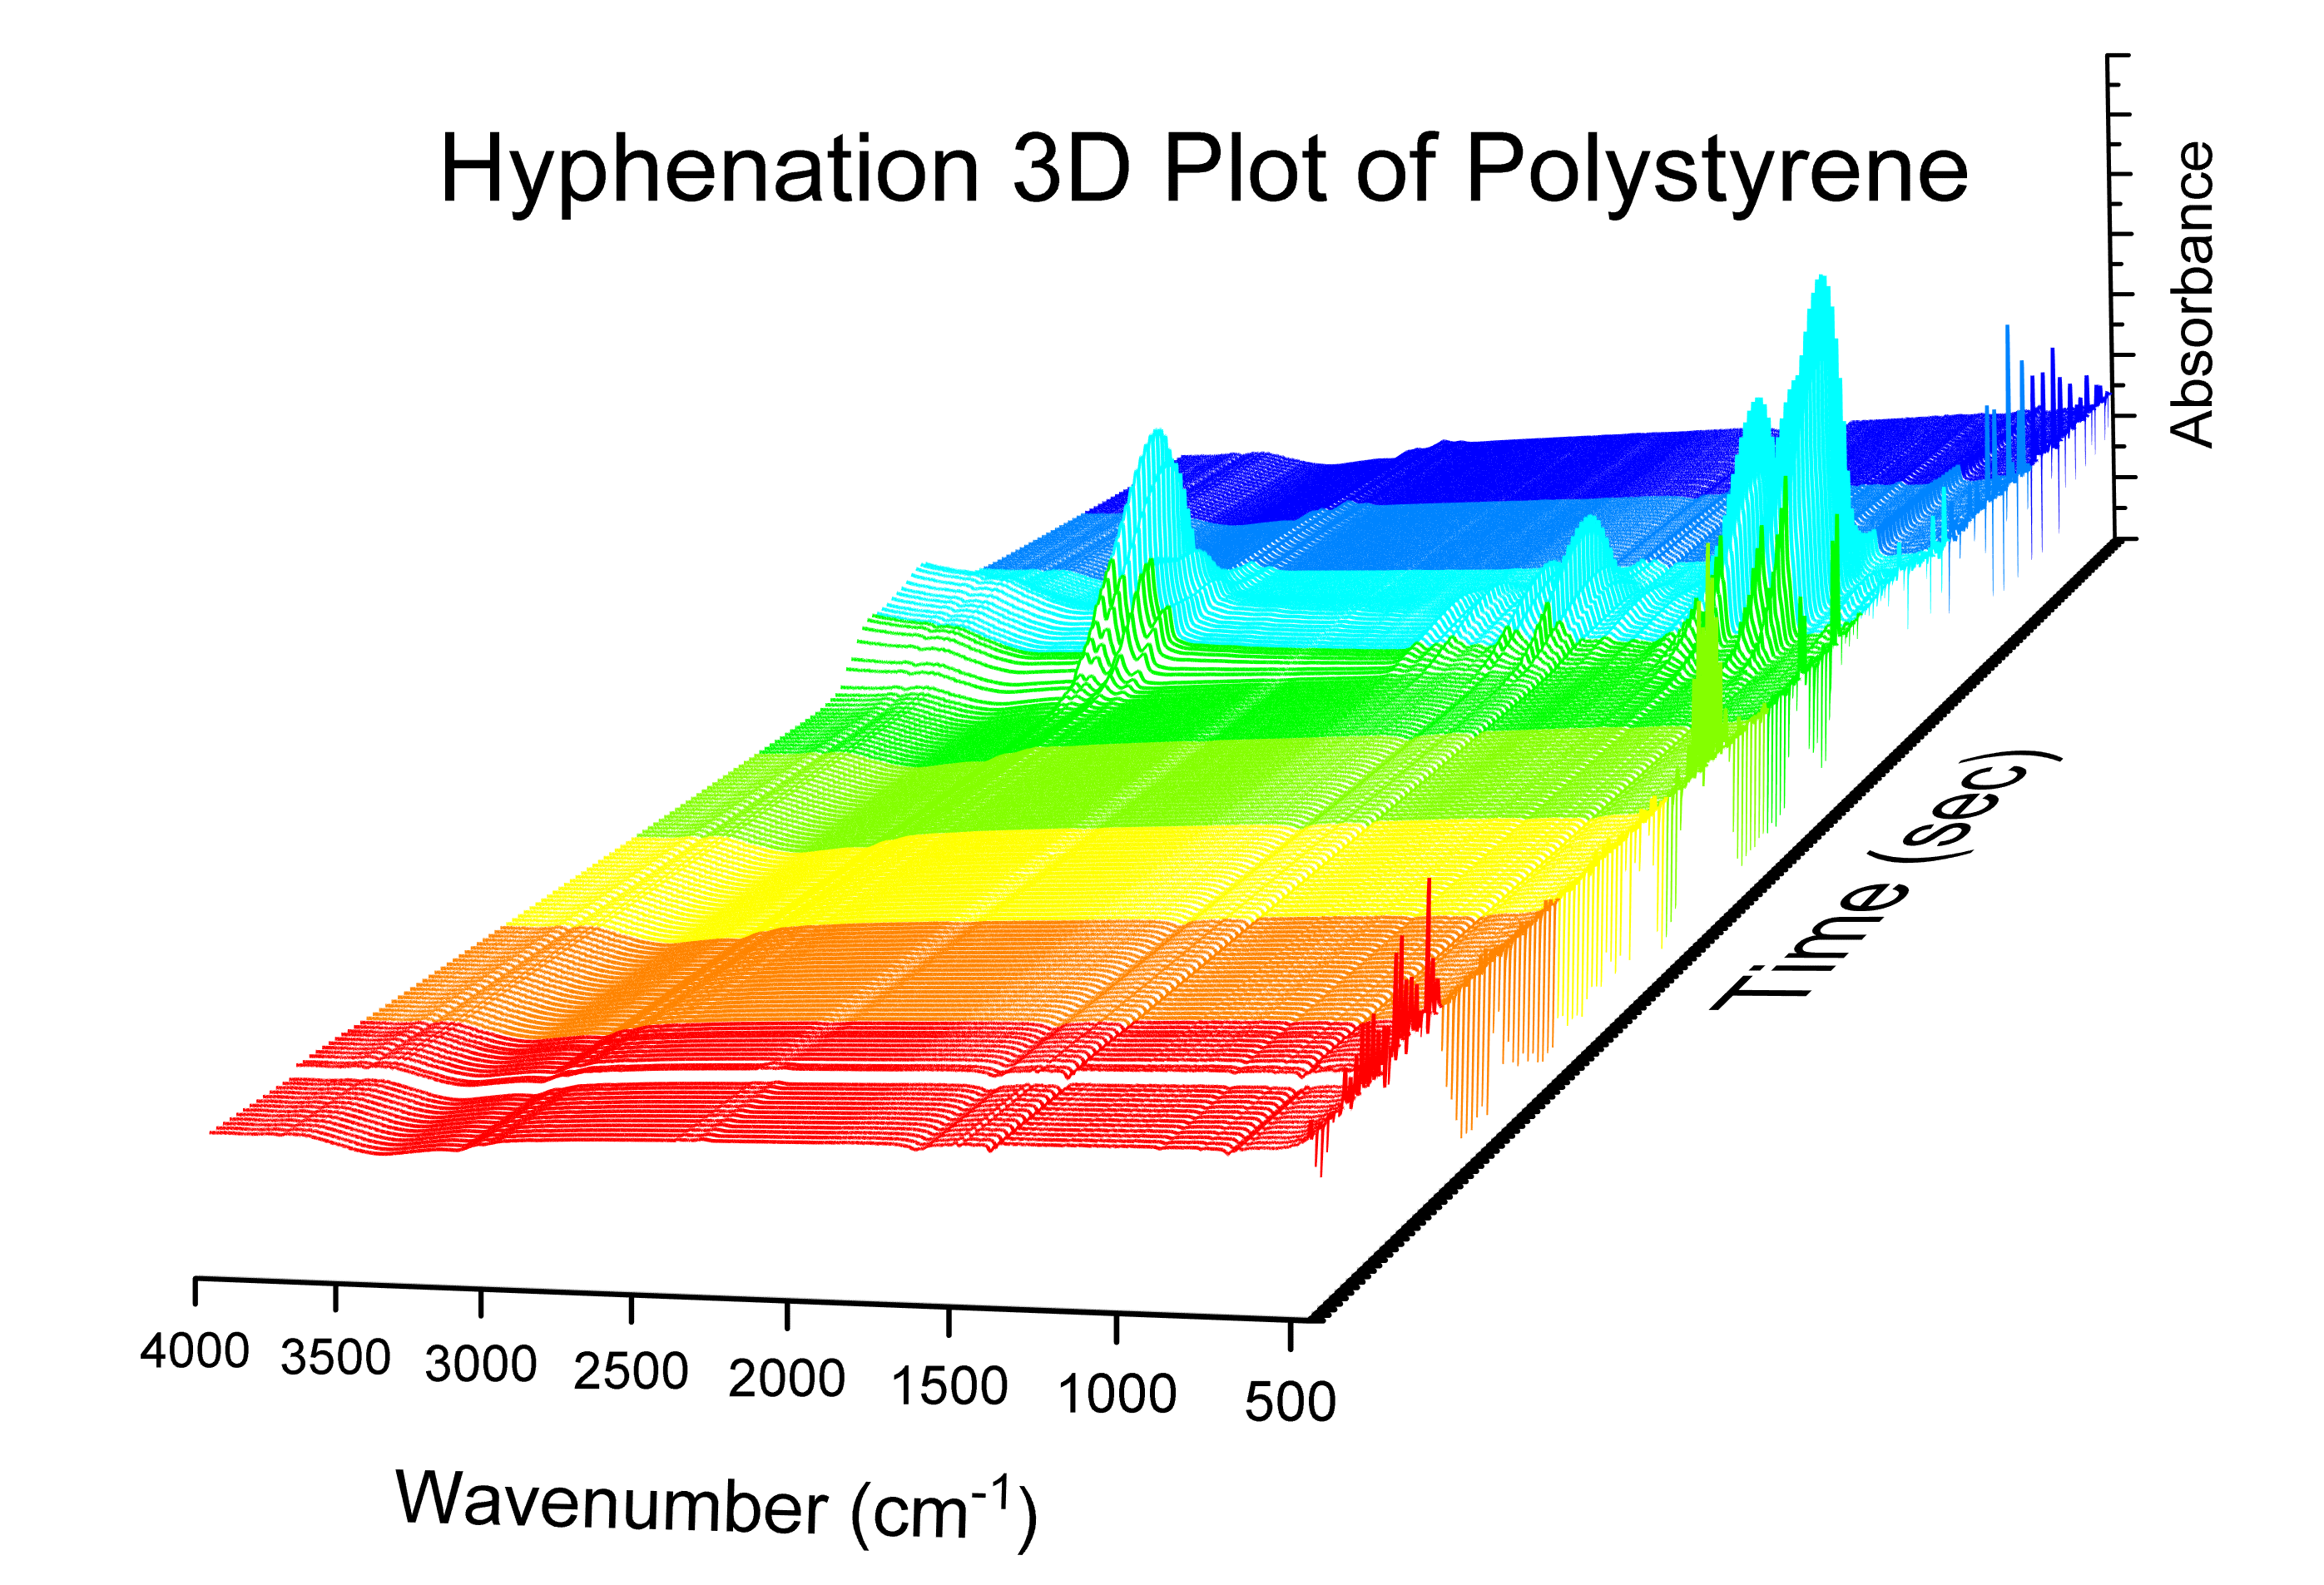 Hyphenation 3D Plot of Polystyrene
Absorbance
Time (sec)
4000 3500 3000 2500 2000 1500 1000 500
Wavenumber (cm⁻¹)